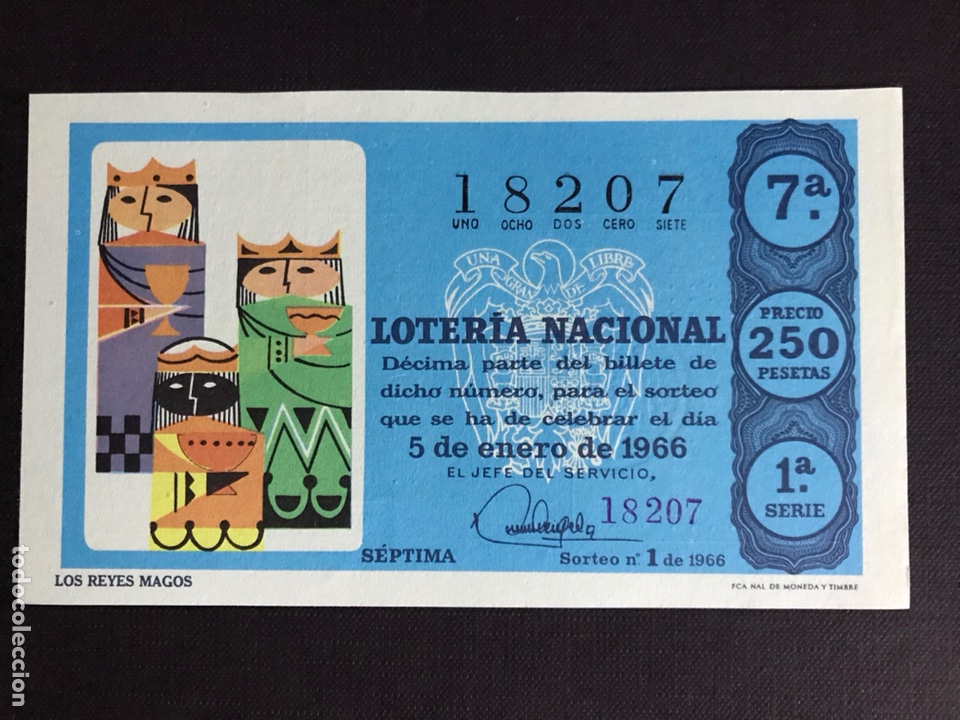 18207
UNO OCHO DOS CERO SIETE
UNA GRANDE LIBRE
LOTERÍA NACIONAL
Décima parte del billete de
dicho número, para el sorteo
que se ha de celebrar el día
5 de enero de 1966
EL JEFE DEL SERVICIO,
18207
SÉPTIMA
Sorteo nº 1 de 1966
7ª.
PRECIO
250
PESETAS
1ª.
SERIE
LOS REYES MAGOS
FCA NAL DE MONEDA Y TIMBRE
todocoleccion.net